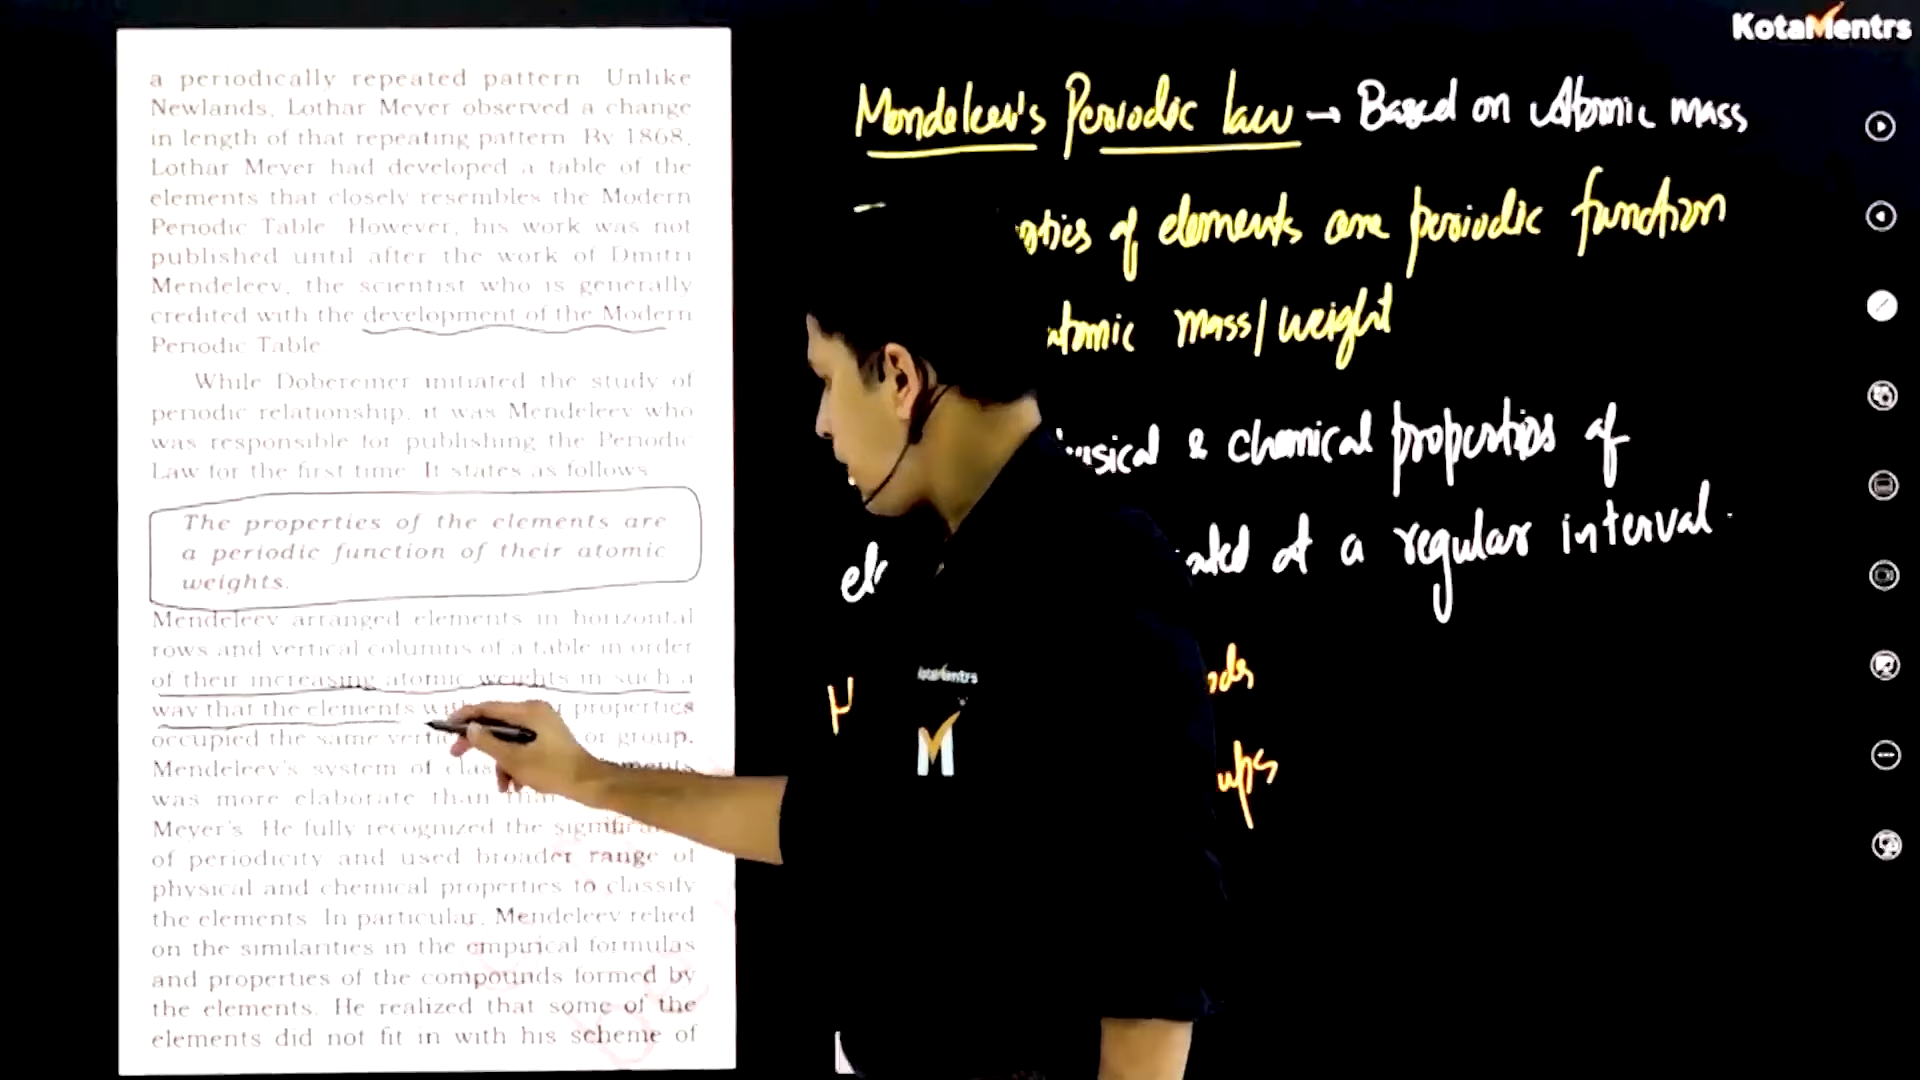 KotaMentrs
a periodically repeated pattern. Unlike
Newlands, Lothar Meyer observed a change
in length of that repeating pattern. By 1868,
Lothar Meyer had developed a table of the
elements that closely resembles the Modern
Periodic Table. However, his work was not
published until after the work of Dmitri
Mendeleev, the scientist who is generally
credited with the development of the Modern
Periodic Table.
While Dobereiner initiated the study of
periodic relationship, it was Mendeleev who
was responsible for publishing the Periodic
Law for the first time. It states as follows
The properties of the elements are
a periodic function of their atomic
weights.
Mendeleev arranged elements in horizontal
rows and vertical columns of a table in order
of their increasing atomic weights in such a
way that the elements with properties
occupied the same or group.
Mendeleev's system of
was more elaborate than
Meyer's. He fully recognized the
of periodicity and used broader range of
physical and chemical properties to classify
the elements. In particular, Mendeleev relied
on the similarities in the empirical formulas
and properties of the compounds formed by
the elements. He realized that some of the
elements did not fit in with his scheme of
Mendeleev's Periodic law → Based on Atomic mass
of elements are periodic function
atomic mass/weight
& chemical properties of
at a regular interval.
KotaMentrs
M